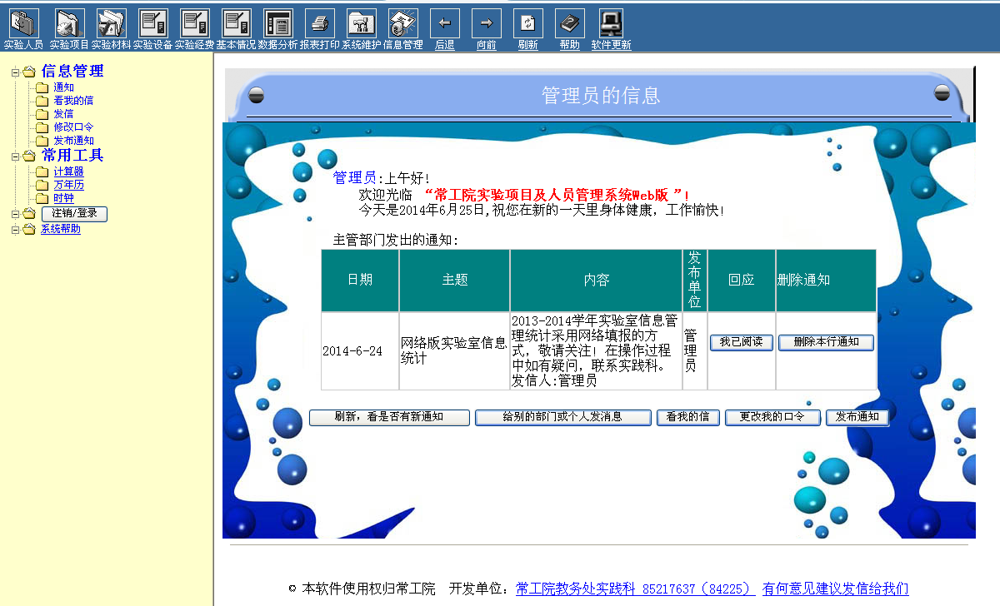 实验人员 实验项目 实验材料 实验设备 实验经费 基本情况 数据分析 报表打印 系统维护 信息管理 后退 向前 刷新 帮助 软件更新
信息管理
通知
看我的信
发信
修改口令
发布通知
常用工具
计算器
万年历
时钟
注销/登录
系统帮助
管理员的信息
管理员:上午好!
欢迎光临 “常工院实验项目及人员管理系统Web版 ”!
今天是2014年6月25日,祝您在新的一天里身体健康，工作愉快!
主管部门发出的通知:
日期 主题 内容 发布单位 回应 删除通知
2014-6-24
网络版实验室信息
统计
2013-2014学年实验室信息管
理统计采用网络填报的方
式，敬请关注! 在操作过程
中如有疑问，联系实践科。
发信人:管理员
管理员
我已阅读 删除本行通知
刷新，看是否有新通知 给别的部门或个人发消息 看我的信 更改我的口令 发布通知
© 本软件使用权归常工院 开发单位：常工院教务处实践科 85217637（84225） 有何意见建议发信给我们